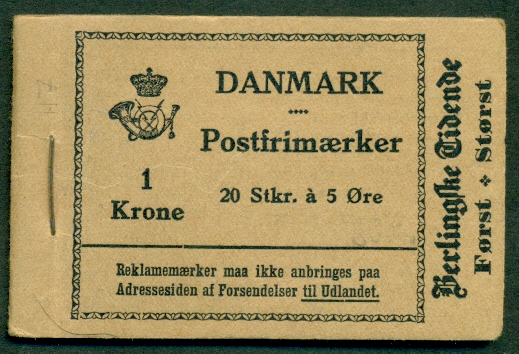 DANMARK
Postfrimærker
1
Krone
20 Stkr. à 5 Øre
Reklamemærker maa ikke anbringes paa
Adressesiden af Forsendelser til Udlandet.
Berlingske Tidende
Først Størst